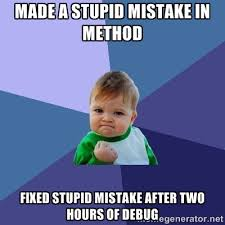 MADE A STUPID MISTAKE IN
METHOD
FIXED STUPID MISTAKE AFTER TWO
HOURS OF DEBUG